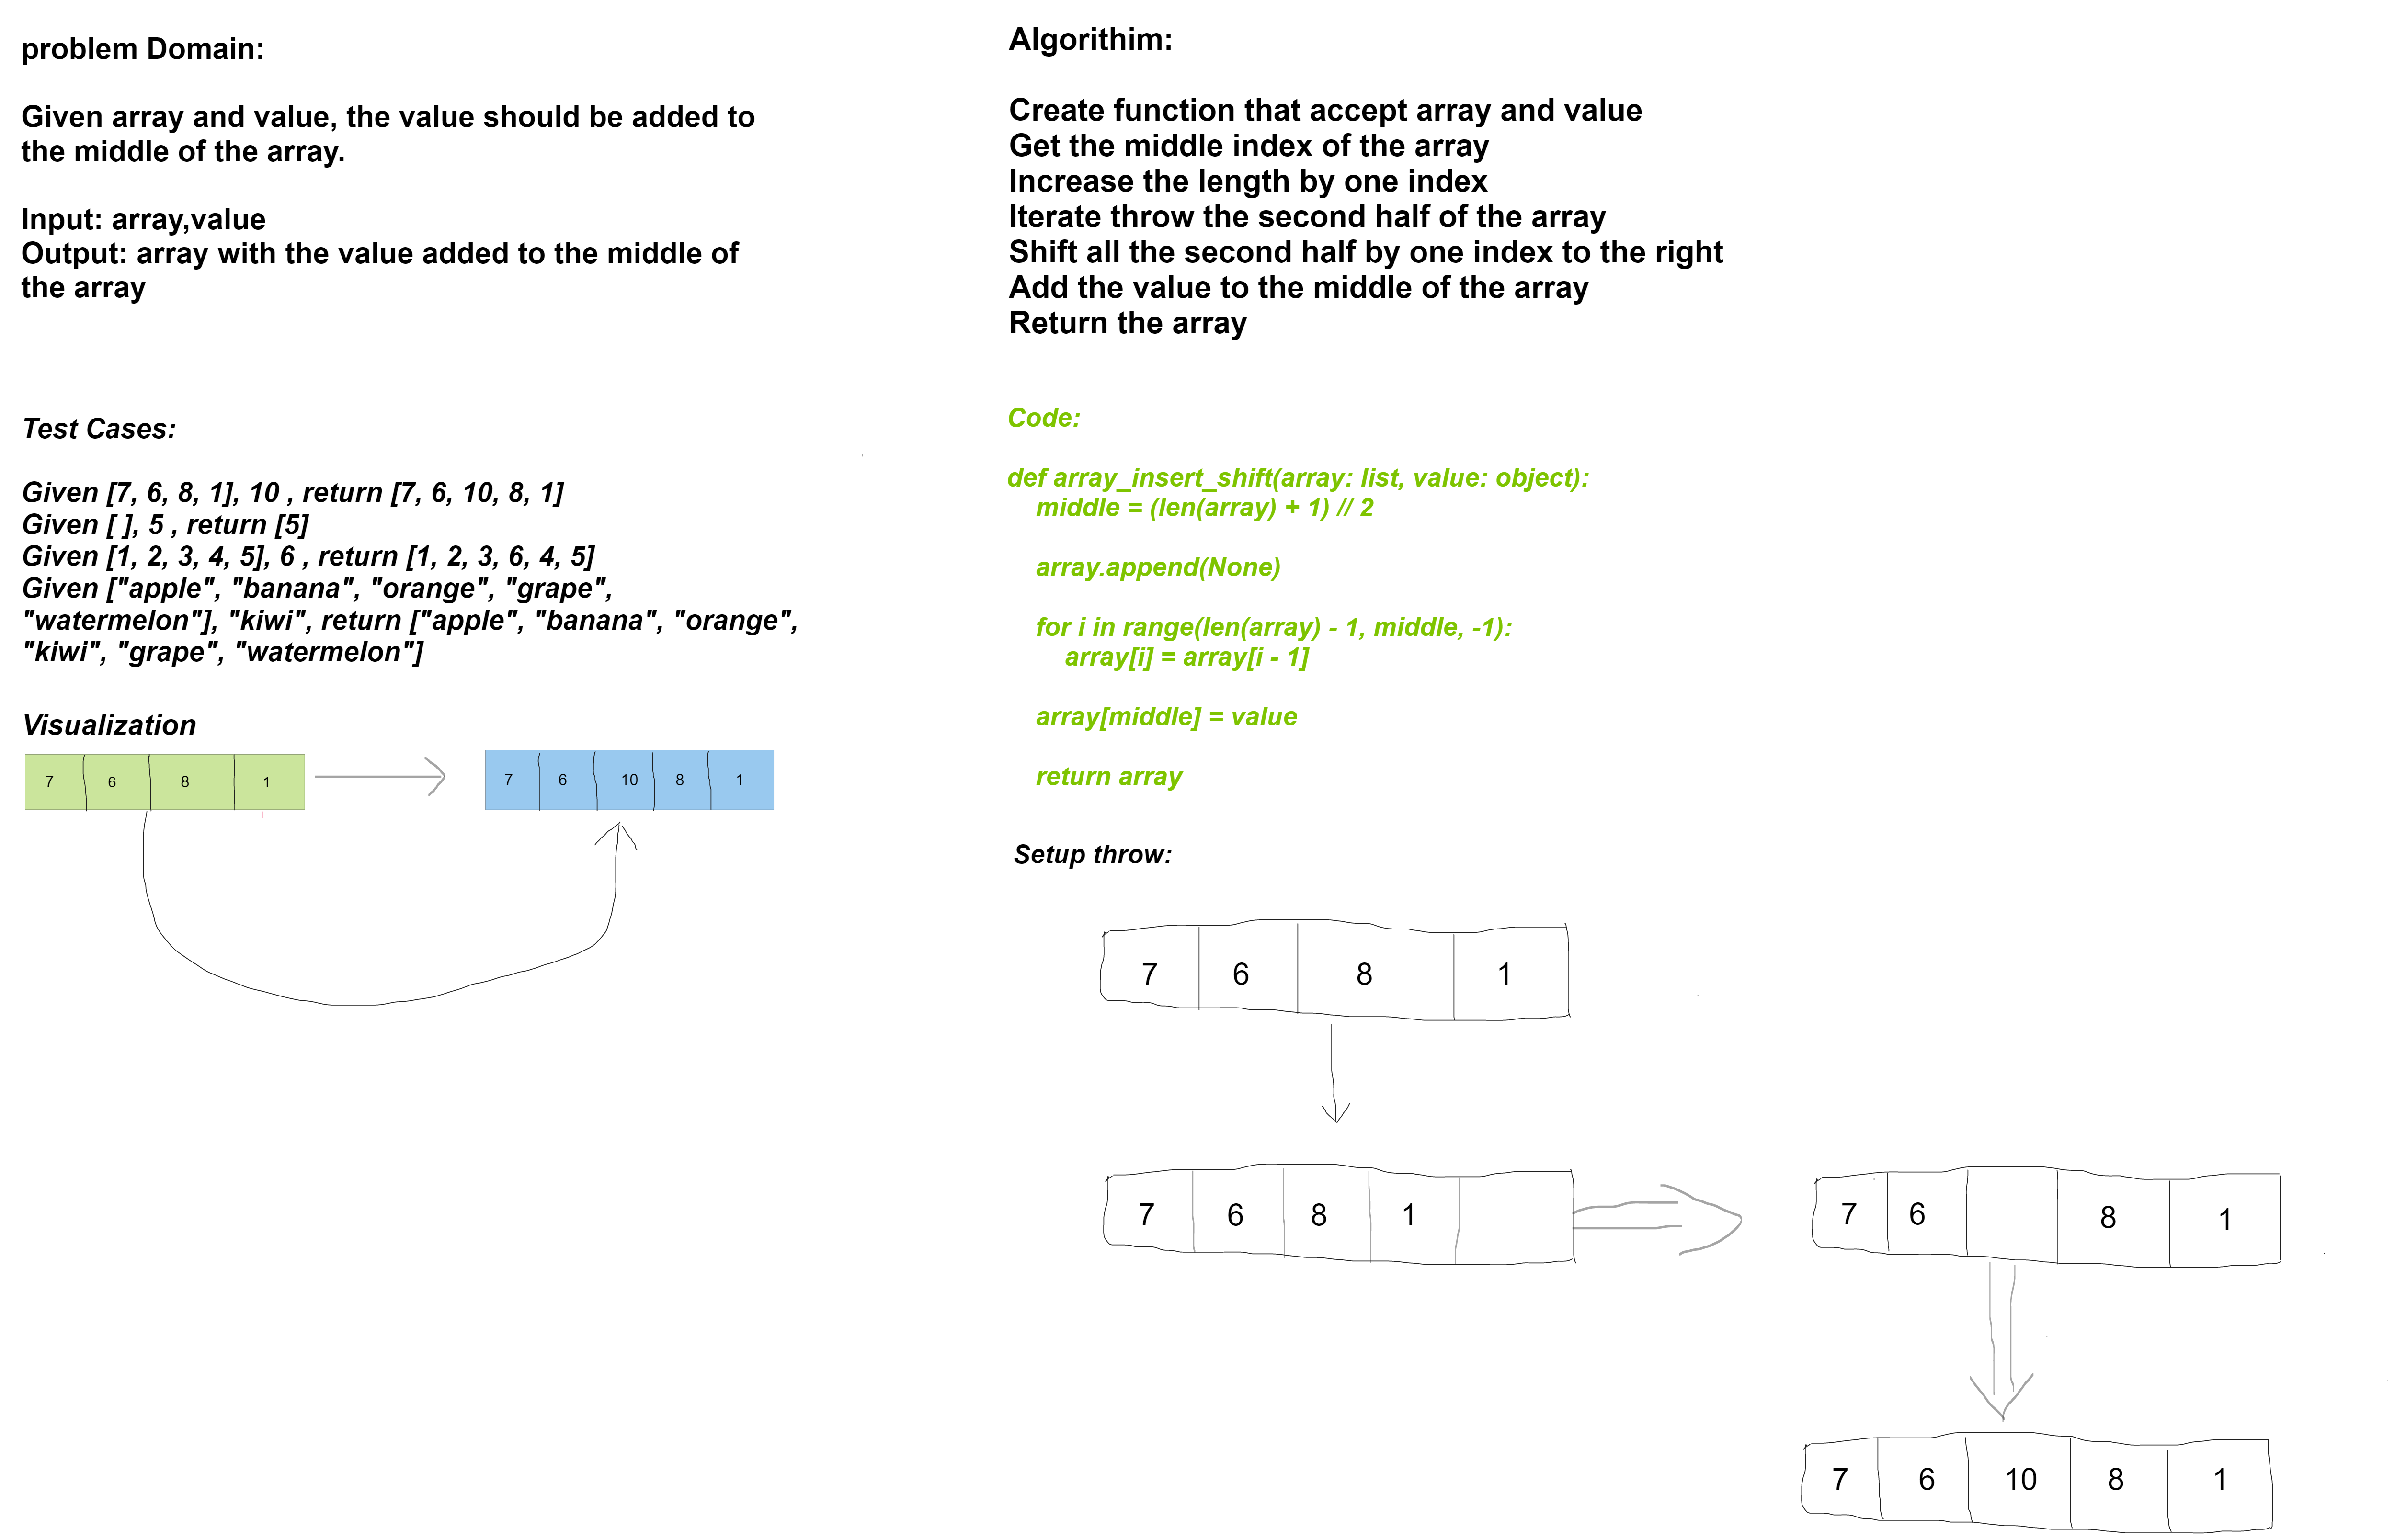 problem Domain:
Given array and value, the value should be added to
the middle of the array.
Input: array,value
Output: array with the value added to the middle of
the array
Test Cases:
Given [7, 6, 8, 1], 10 , return [7, 6, 10, 8, 1]
Given [ ], 5 , return [5]
Given [1, 2, 3, 4, 5], 6 , return [1, 2, 3, 6, 4, 5]
Given ["apple", "banana", "orange", "grape",
"watermelon"], "kiwi", return ["apple", "banana", "orange",
"kiwi", "grape", "watermelon"]
Visualization
7 6 8 1
7 6 10 8 1
Algorithim:
Create function that accept array and value
Get the middle index of the array
Increase the length by one index
Iterate throw the second half of the array
Shift all the second half by one index to the right
Add the value to the middle of the array
Return the array
Code:
def array_insert_shift(array: list, value: object):
middle = (len(array) + 1) // 2
array.append(None)
for i in range(len(array) - 1, middle, -1):
array[i] = array[i - 1]
array[middle] = value
return array
Setup throw:
7 6 8 1
7 6 8 1
7 6 8 1
7 6 10 8 1